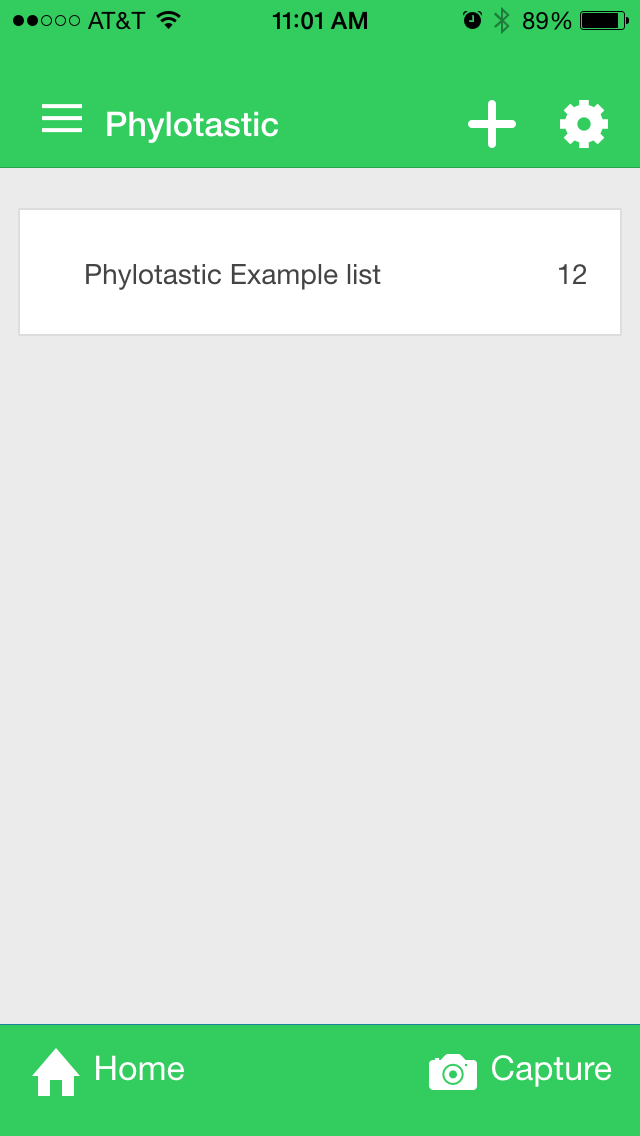 AT&T 11:01 AM 89%
Phylotastic
Phylotastic Example list 12
Home Capture